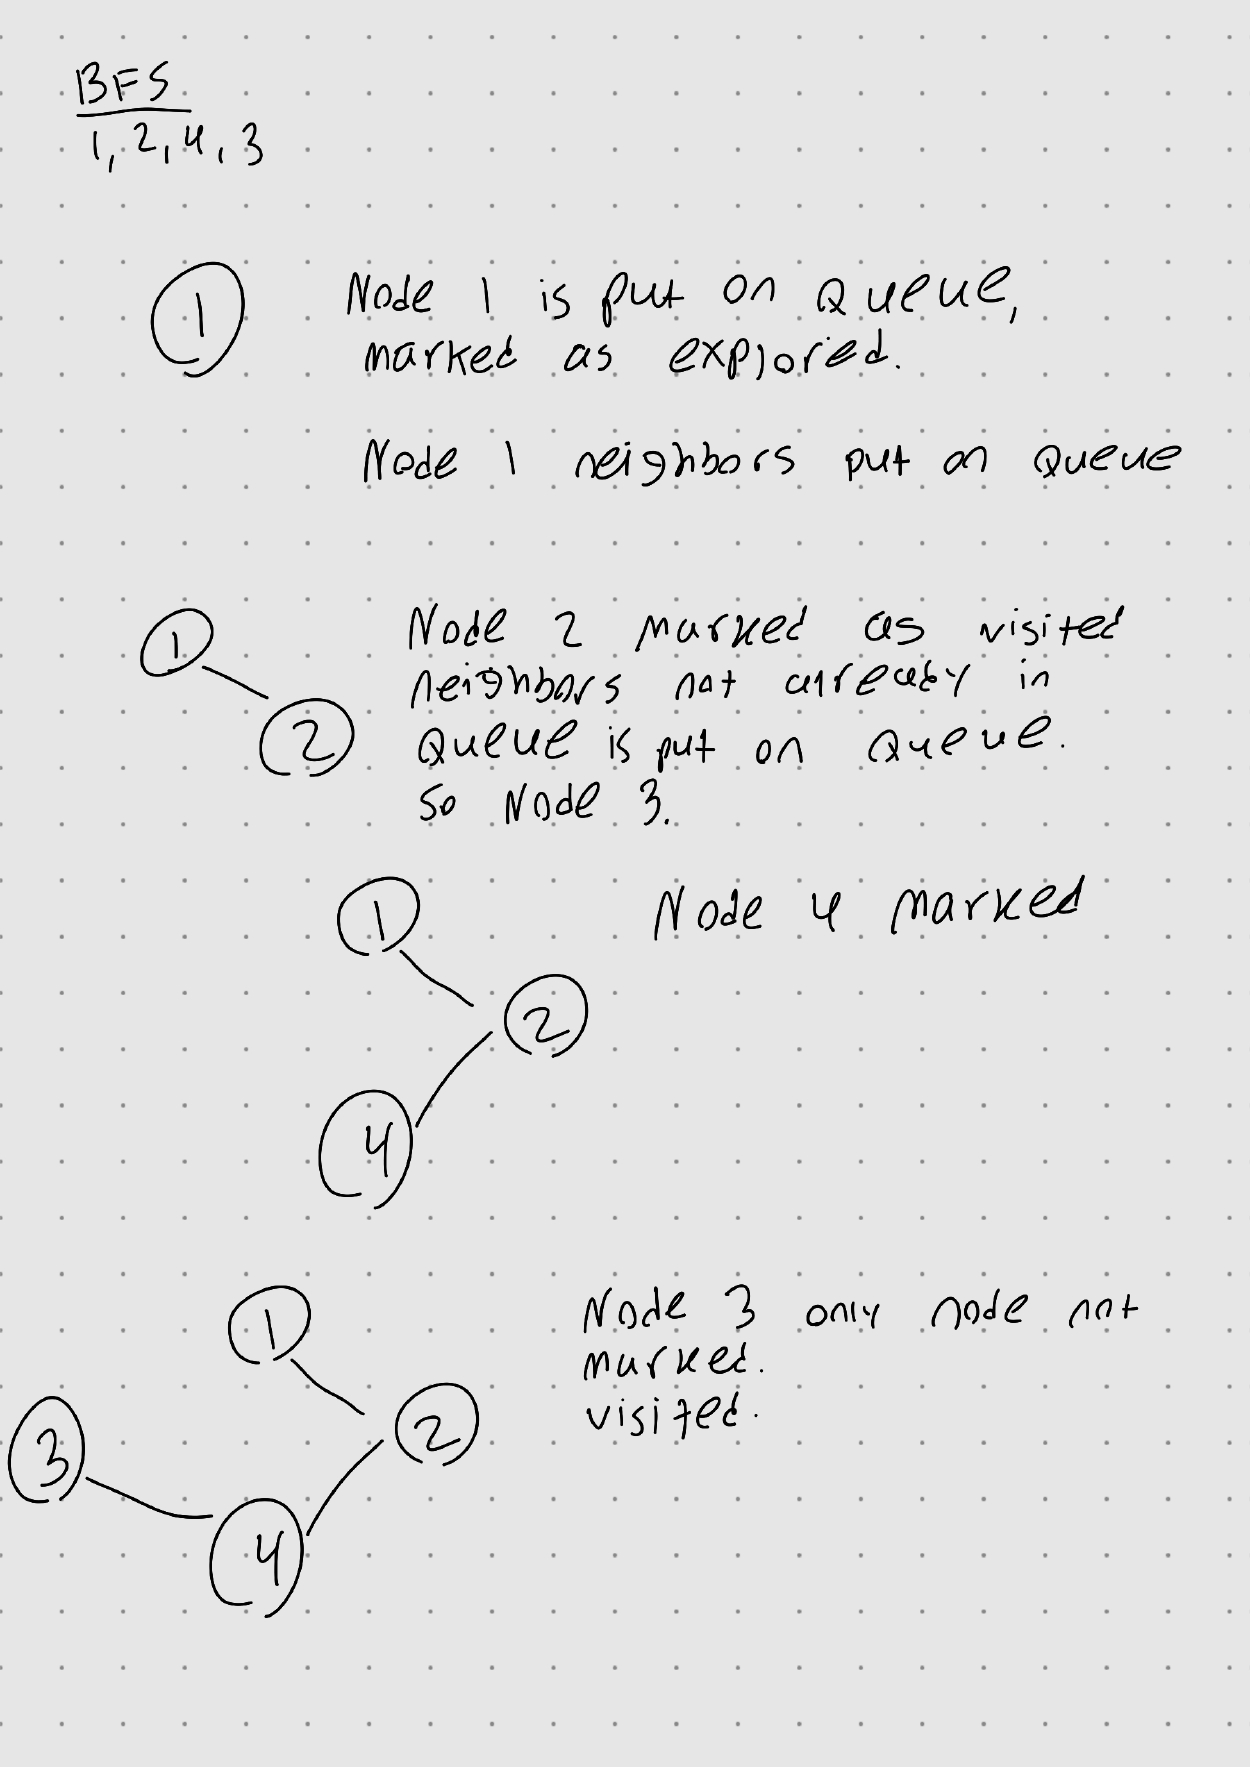 BFS
1, 2, 4, 3
1
Node 1 is put on Queue,
marked as explored.
Node 1 neighbors put on Queue
1
2
Node 2 marked as visited
neighbors not already in
Queue is put on Queue.
So Node 3.
1
2
4
Node 4 marked
1
2
3
4
Node 3 only node not
marked.
visited.